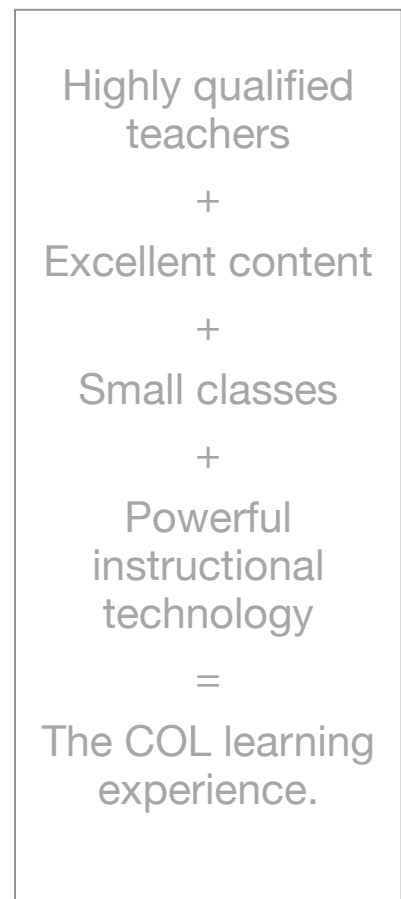 Highly qualified
teachers
+
Excellent content
+
Small classes
+
Powerful
instructional
technology
=
The COL learning
experience.